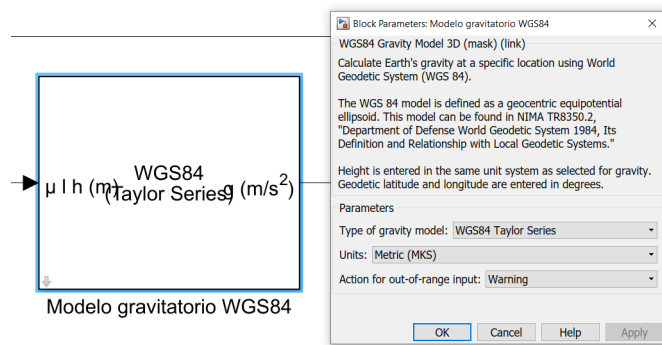 WGS84
μ l h (m)
(Taylor Series)
g (m/s²)
Modelo gravitatorio WGS84
Block Parameters: Modelo gravitatorio WGS84
WGS84 Gravity Model 3D (mask) (link)
Calculate Earth's gravity at a specific location using World
Geodetic System (WGS 84).
The WGS 84 model is defined as a geocentric equipotential
ellipsoid. This model can be found in NIMA TR8350.2,
"Department of Defense World Geodetic System 1984, Its
Definition and Relationship with Local Geodetic Systems."
Height is entered in the same unit system as selected for gravity.
Geodetic latitude and longitude are entered in degrees.
Parameters
Type of gravity model: WGS84 Taylor Series
Units: Metric (MKS)
Action for out-of-range input: Warning
OK Cancel Help Apply